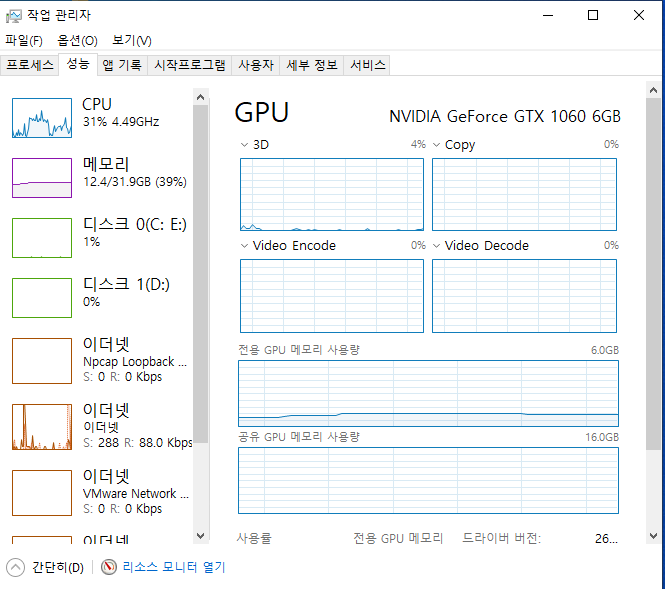 작업 관리자
파일(F) 옵션(O) 보기(V)
프로세스 성능 앱 기록 시작프로그램 사용자 세부 정보 서비스
CPU
31% 4.49GHz
메모리
12.4/31.9GB (39%)
디스크 0(C: E:)
1%
디스크 1(D:)
0%
이더넷
Npcap Loopback ...
S: 0 R: 0 Kbps
이더넷
이더넷
S: 288 R: 88.0 Kbps
이더넷
VMware Network ...
S: 0 R: 0 Kbps
이더넷
GPU NVIDIA GeForce GTX 1060 6GB
3D 4% Copy 0%
Video Encode 0% Video Decode 0%
전용 GPU 메모리 사용량 6.0GB
공유 GPU 메모리 사용량 16.0GB
사용률 전용 GPU 메모리 드라이버 버전: 26...
간단히(D) 리소스 모니터 열기